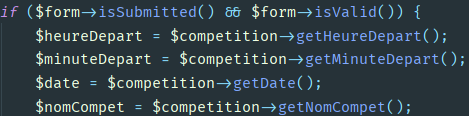 if ($form->isSubmitted() && $form->isValid()) {
$heureDepart = $competition->getHeureDepart();
$minuteDepart = $competition->getMinuteDepart();
$date = $competition->getDate();
$nomCompet = $competition->getNomCompet();